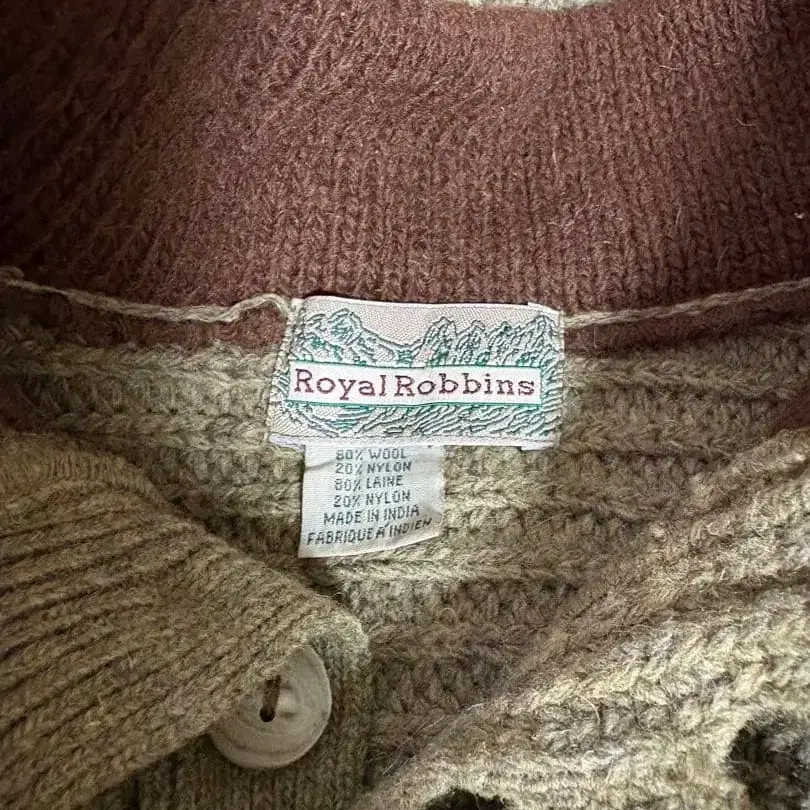 Royal Robbins
80% WOOL
20% NYLON
80% LAINE
20% NYLON
MADE IN INDIA
FABRIQUE A'INDIEN